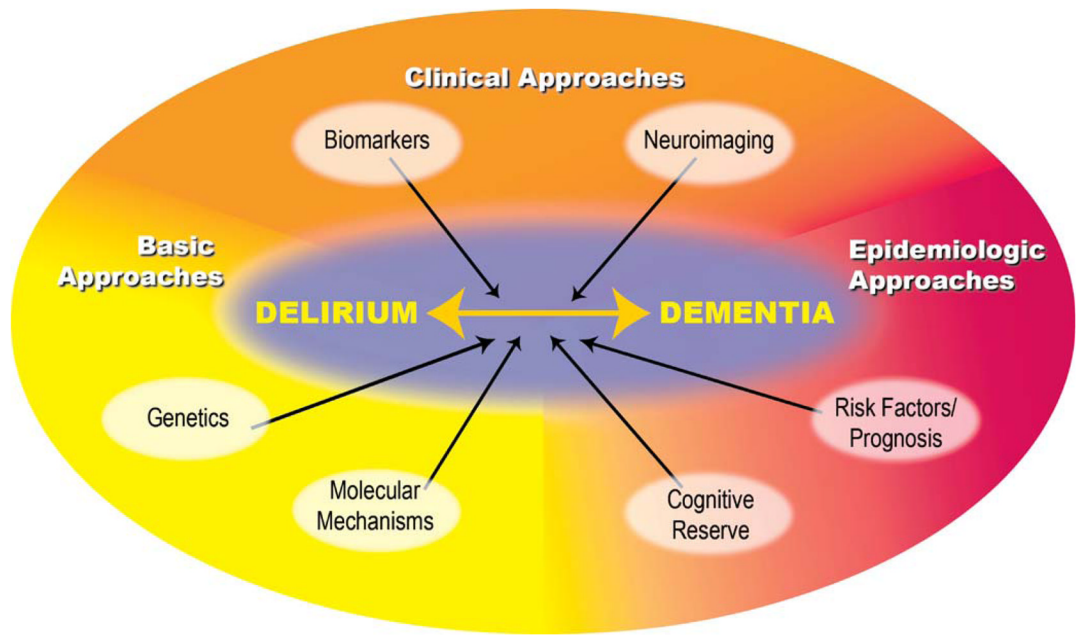 Clinical Approaches
Biomarkers
Neuroimaging
Basic
Approaches
Epidemiologic
Approaches
DELIRIUM
DEMENTIA
Genetics
Risk Factors/
Prognosis
Molecular
Mechanisms
Cognitive
Reserve